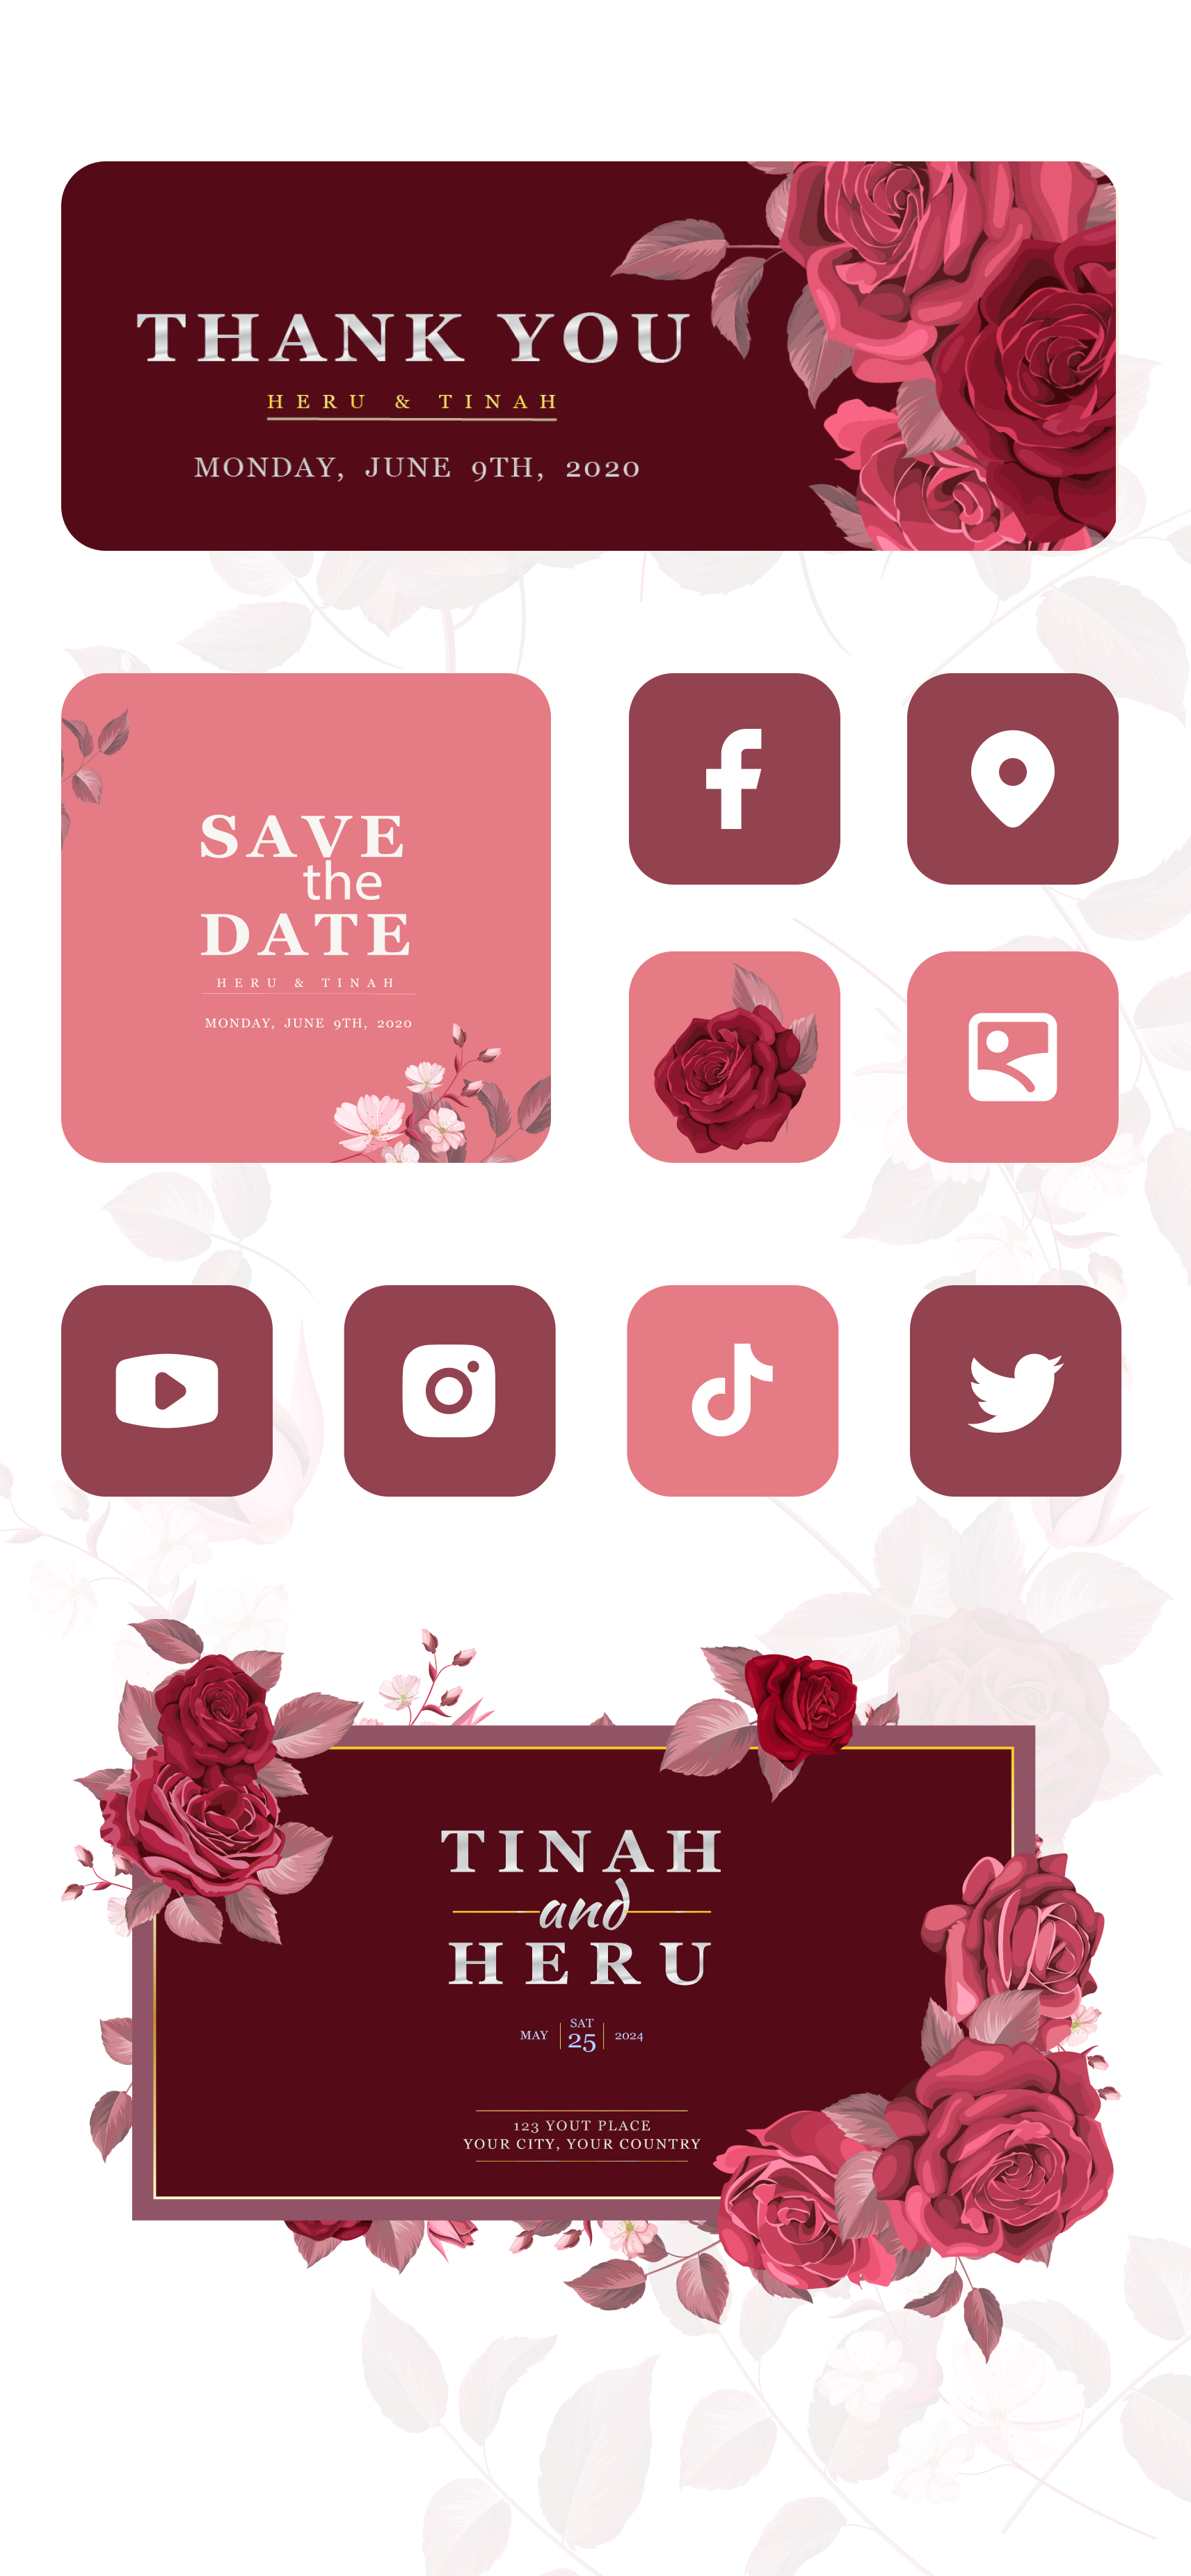 THANK YOU
HERU & TINAH
MONDAY, JUNE 9TH, 2020
SAVE
the
DATE
HERU & TINAH
MONDAY, JUNE 9TH, 2020
TINAH
and
HERU
MAY SAT 25 2024
123 YOUT PLACE
YOUR CITY, YOUR COUNTRY